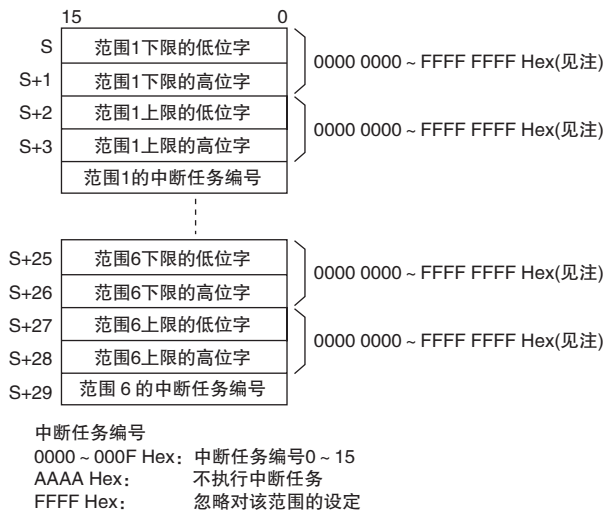 15 0
S 范围1下限的低位字
0000 0000 ~ FFFF FFFF Hex(见注)
S+1 范围1下限的高位字
S+2 范围1上限的低位字
0000 0000 ~ FFFF FFFF Hex(见注)
S+3 范围1上限的高位字
范围1的中断任务编号
S+25 范围6下限的低位字
0000 0000 ~ FFFF FFFF Hex(见注)
S+26 范围6下限的高位字
S+27 范围6上限的低位字
0000 0000 ~ FFFF FFFF Hex(见注)
S+28 范围6上限的高位字
S+29 范围 6 的中断任务编号
中断任务编号
0000 ~ 000F Hex：中断任务编号0 ~ 15
AAAA Hex： 不执行中断任务
FFFF Hex： 忽略对该范围的设定